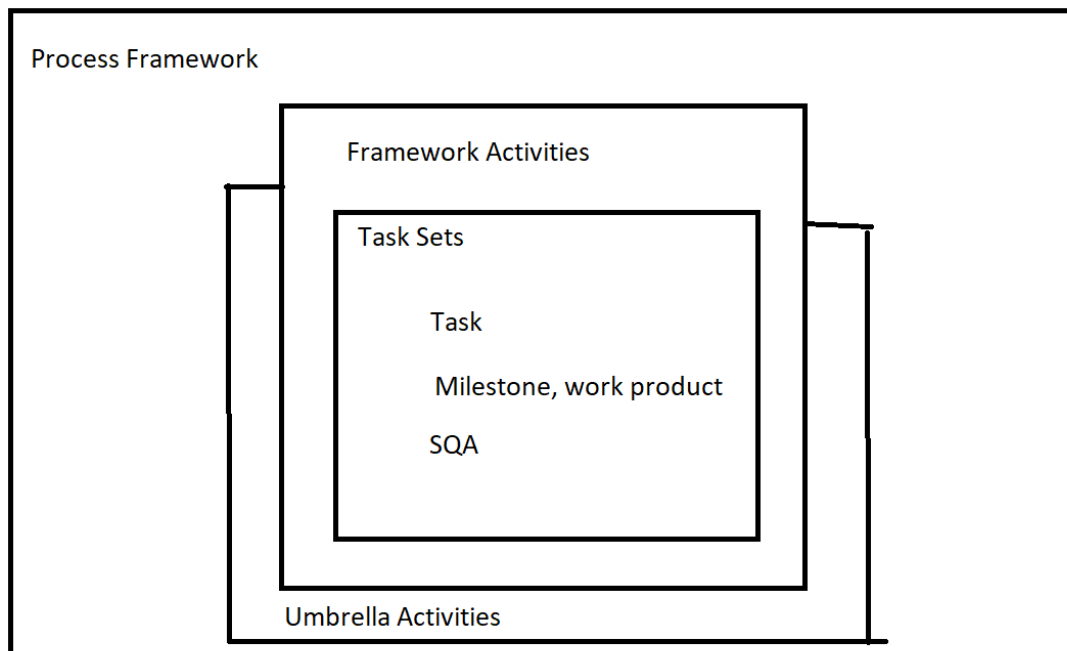 Process Framework
Framework Activities
Task Sets
Task
Milestone, work product
SQA
Umbrella Activities